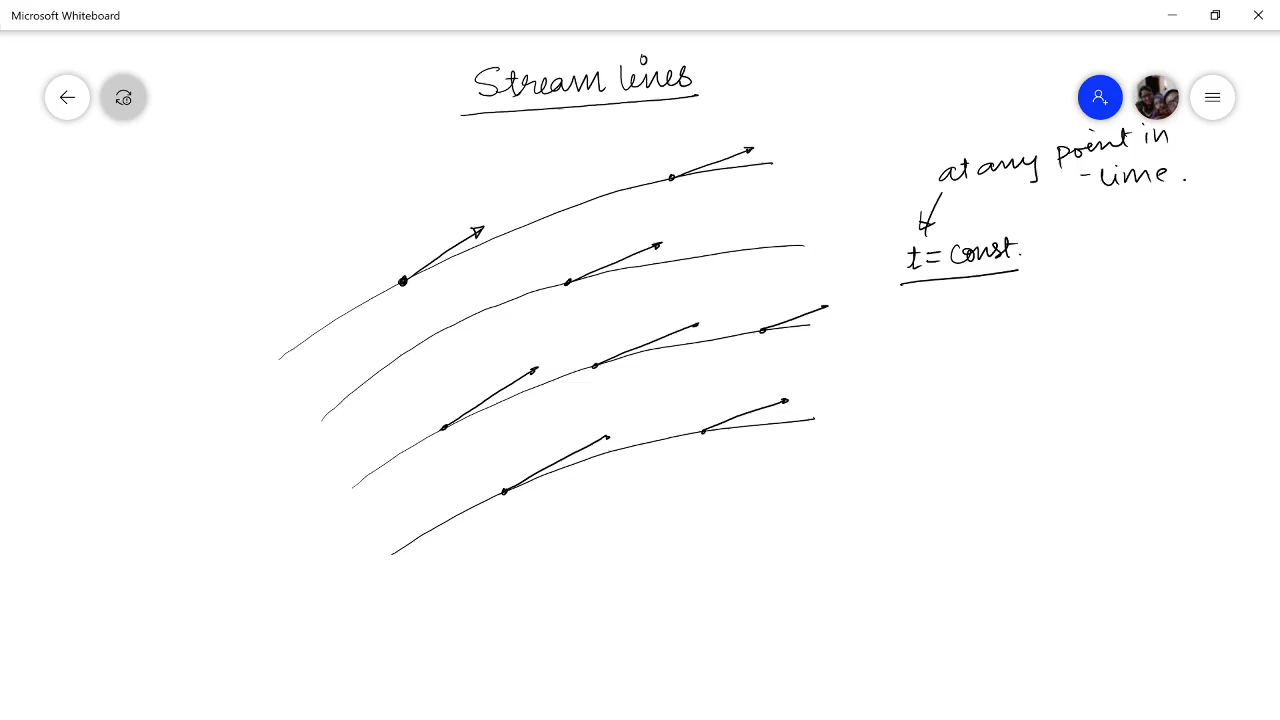 Microsoft Whiteboard
Stream lines
at any point in
time.
t = const.